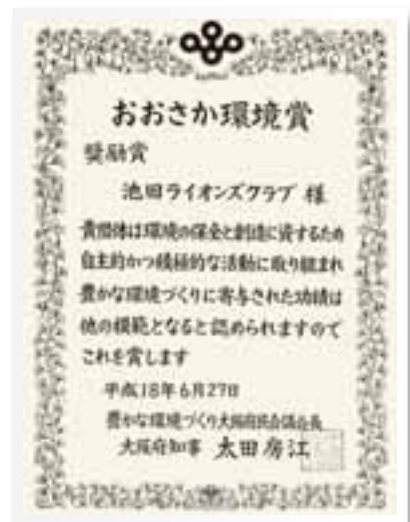 おおさか環境賞
奨励賞
池田ライオンズクラブ 様
貴団体は環境の保全と創造に資するため
自主的かつ積極的な活動に取り組まれ
豊かな環境づくりに寄与された功績は
他の模範となると認められますので
これを賞します
平成18年6月27日
豊かな環境づくり大阪府民会議会長
大阪府知事 太田房江